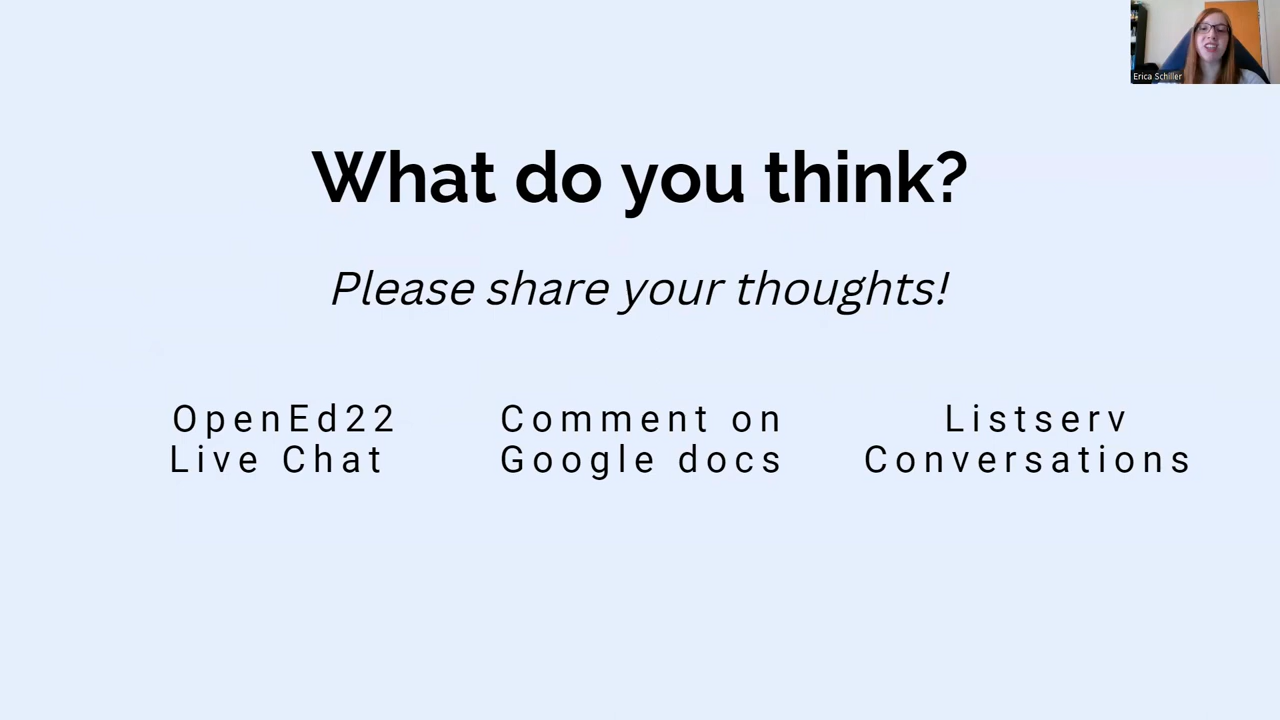 Erica Schiller
What do you think?
Please share your thoughts!
OpenEd22
Live Chat
Comment on
Google docs
Listserv
Conversations